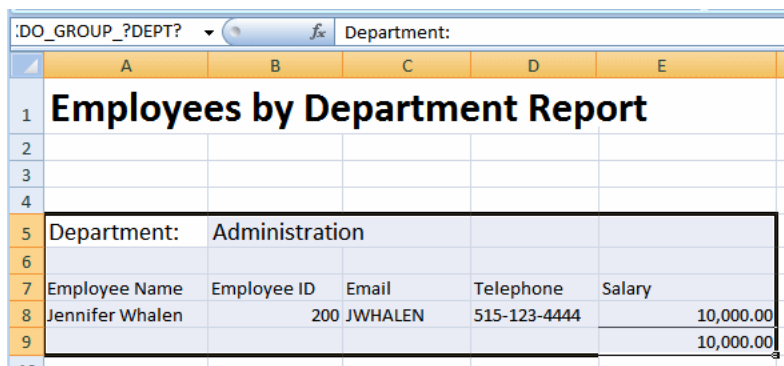 :DO_GROUP_?DEPT? fx Department:
A B C D E
1 Employees by Department Report
2
3
4
5 Department: Administration
6
7 Employee Name Employee ID Email Telephone Salary
8 Jennifer Whalen 200 JWHALEN 515-123-4444 10,000.00
9 10,000.00